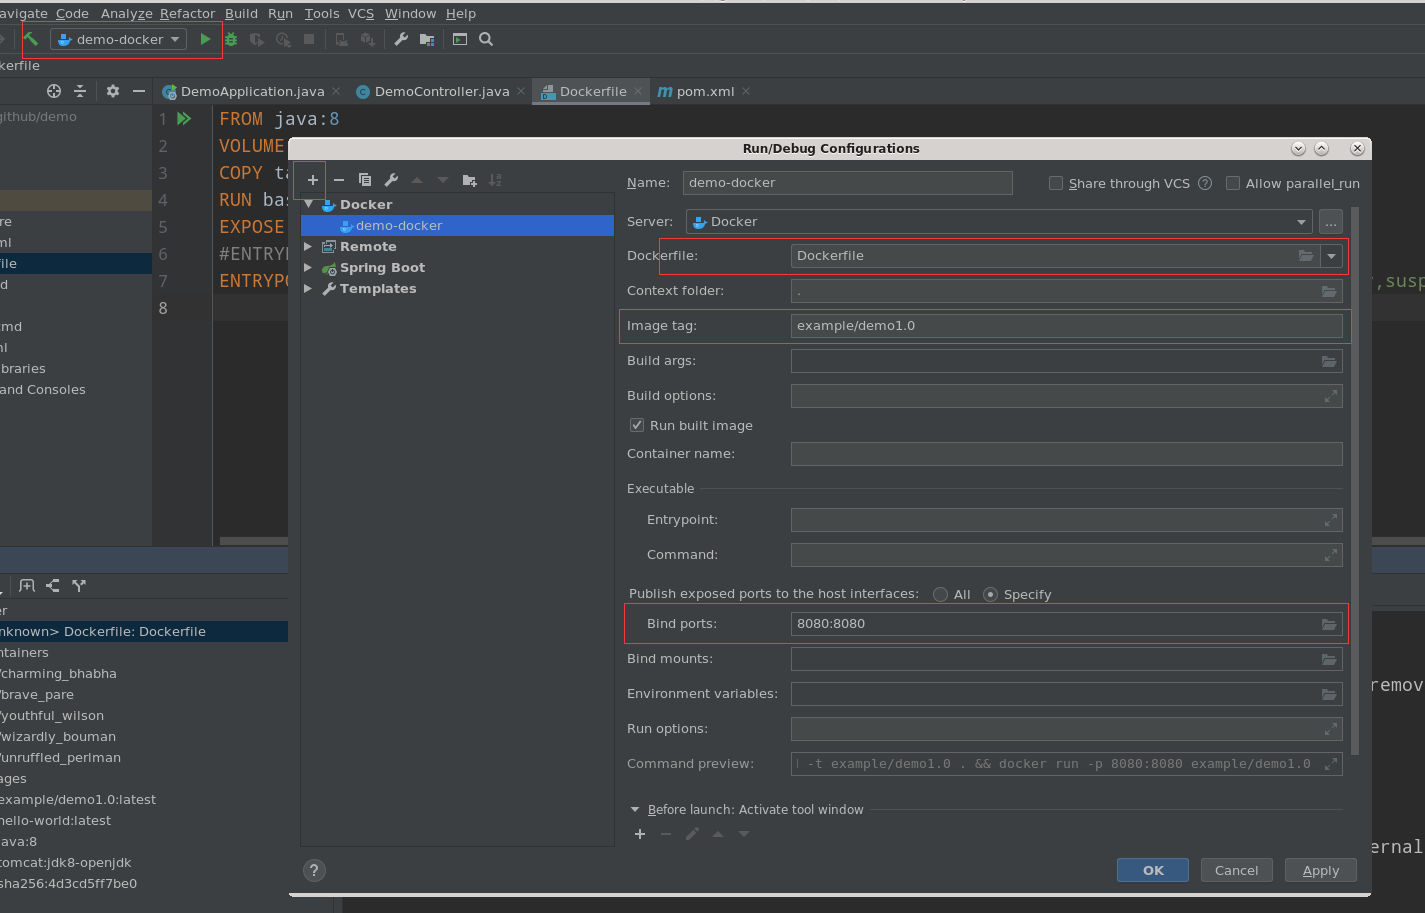 avigate Code Analyze Refactor Build Run Tools VCS Window Help
demo-docker
kerfile
DemoApplication.java DemoController.java Dockerfile pom.xml
github/demo
1 FROM java:8
2 VOLUME
3 COPY ta
4 RUN bas
5 EXPOSE
6 #ENTRYP
7 ENTRYPO
8
re
ml
file
d
cmd
ml
braries
and Consoles
,susp
Run/Debug Configurations
Docker
demo-docker
Remote
Spring Boot
Templates
Name: demo-docker Share through VCS ? Allow parallel run
Server: Docker ...
Dockerfile: Dockerfile
Context folder: .
Image tag: example/demo1.0
Build args:
Build options:
Run built image
Container name:
Executable
Entrypoint:
Command:
Publish exposed ports to the host interfaces: All Specify
Bind ports: 8080:8080
Bind mounts:
Environment variables:
Run options:
Command preview: -t example/demo1.0 . && docker run -p 8080:8080 example/demo1.0
Before launch: Activate tool window
? OK Cancel Apply
er
nknown> Dockerfile: Dockerfile
ntainers
/charming_bhabha
/brave_pare
/youthful_wilson
/wizardly_bouman
/unruffled_perlman
ages
example/demo1.0:latest
hello-world:latest
java:8
tomcat:jdk8-openjdk
sha256:4d3cd5ff7be0
remov
ernal